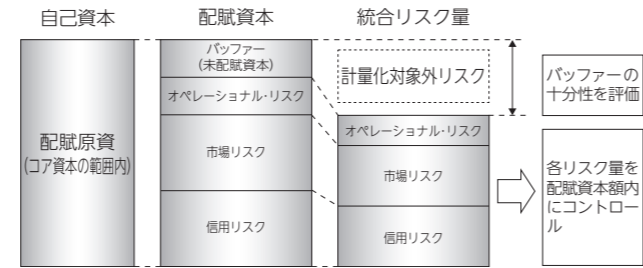 自己資本
配賦資本
統合リスク量
配賦原資
(コア資本の範囲内)
バッファー
(未配賦資本)
オペレーショナル・リスク
市場リスク
信用リスク
計量化対象外リスク
オペレーショナル・リスク
市場リスク
信用リスク
バッファーの
十分性を評価
各リスク量を
配賦資本額内
にコントロー
ル